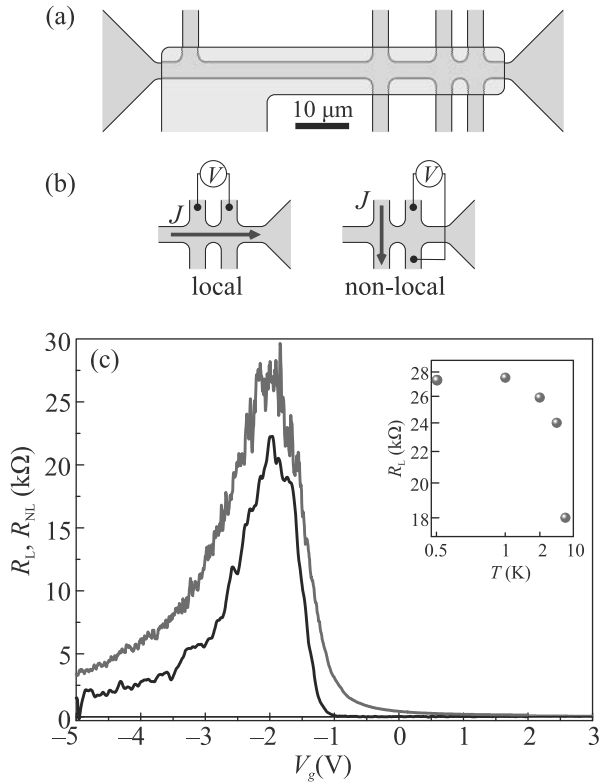 (a)
10 μm
(b)
V
V
J
J
local
non-local
(c)
30
25
20
15
10
5
0
R_L, R_NL (kΩ)
–5
–4
–3
–2
–1
0
1
2
3
V_g(V)
28
26
24
22
20
18
R_L (kΩ)
0.5
1
2
10
T (K)